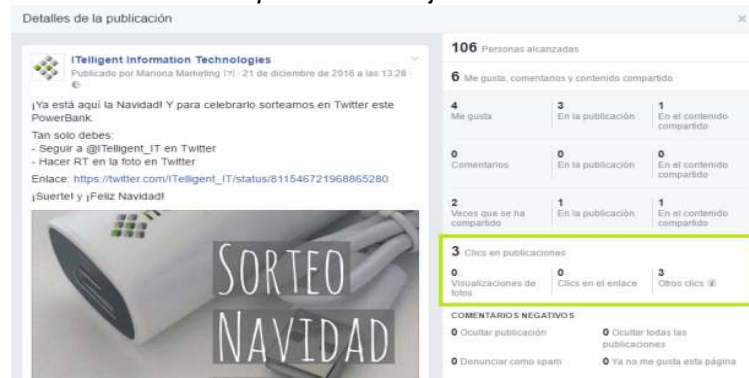 Detalles de la publicación
ITelligent Information Technologies
Publicado por Mariona Marketing [?] · 21 de diciembre de 2016 a las 13:28 ·
¡Ya está aquí la Navidad! Y para celebrarlo sorteamos en Twitter este
PowerBank.
Tan solo debes:
- Seguir a @ITelligent_IT en Twitter
- Hacer RT en la foto en Twitter
Enlace: https://twitter.com/ITelligent_IT/status/811546721968865280
¡Suerte! y ¡Feliz Navidad!
SORTEO
NAVIDAD
106 Personas alcanzadas
6 Me gusta, comentarios y contenido compartido
4 3 1
Me gusta En la publicación En el contenido
compartido
0 0 0
Comentarios En la publicación En el contenido
compartido
2 1 1
Veces que se ha En la publicación En el contenido
compartido compartido
3 Clics en publicaciones
0 0 3
Visualizaciones de Clics en el enlace Otros clics
fotos
COMENTARIOS NEGATIVOS
0 Ocultar publicación 0 Ocultar todas las
publicaciones
0 Denunciar como spam 0 Ya no me gusta esta página